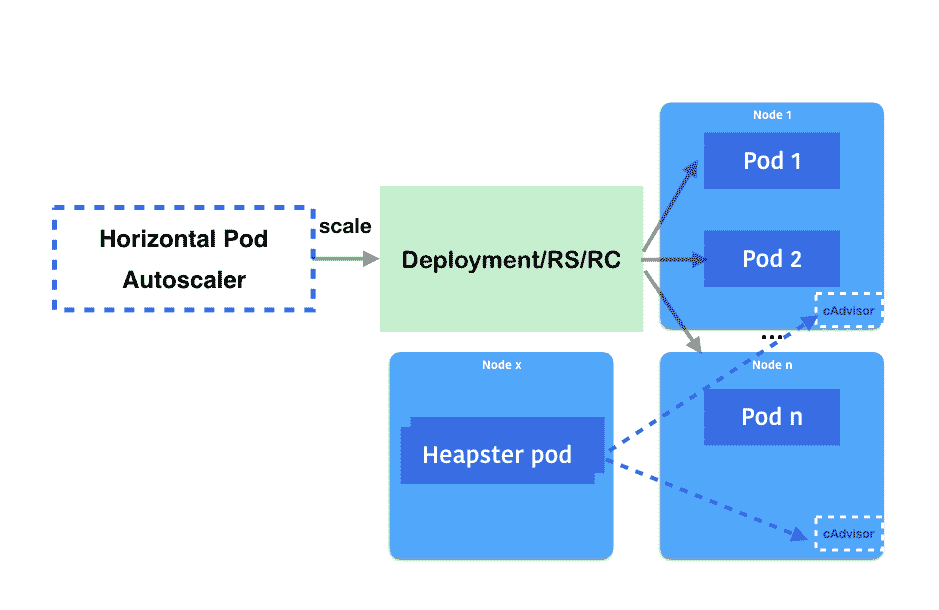 Node 1
Pod 1
Horizontal Pod
Autoscaler
scale
Deployment/RS/RC
Pod 2
cAdvisor
...
Node x
Heapster pod
Node n
Pod n
cAdvisor